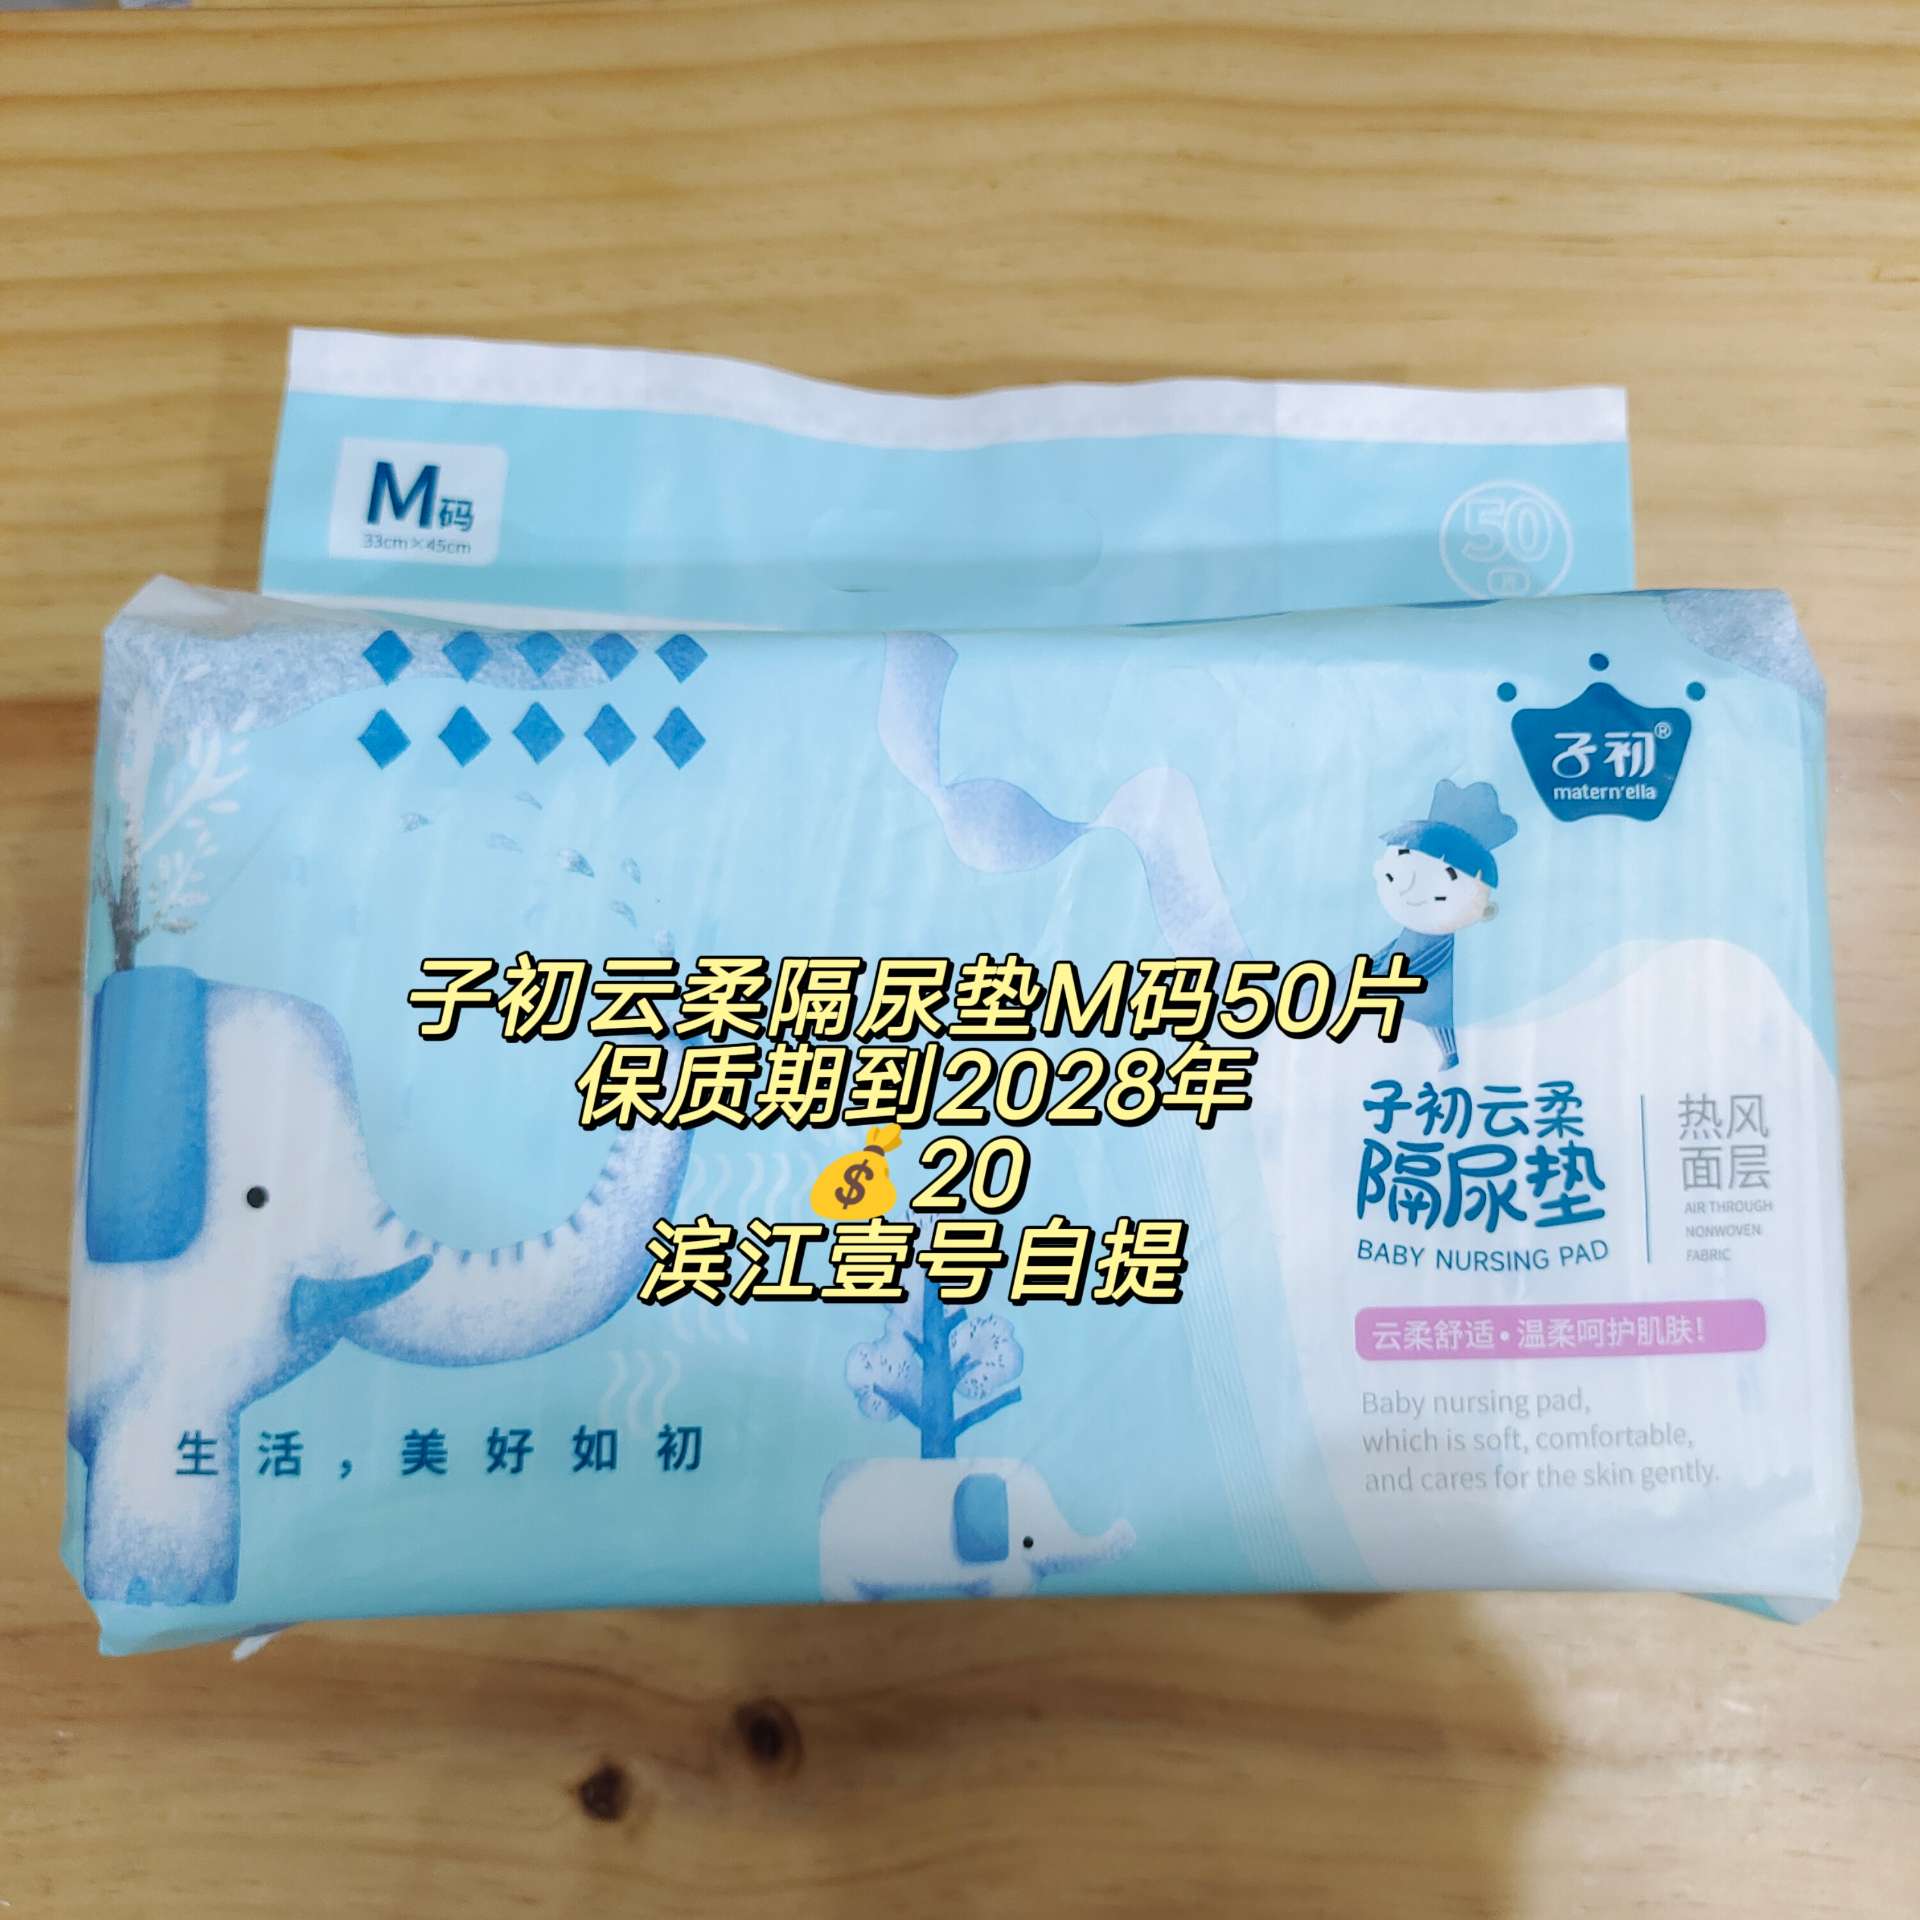 M码
33cm×45cm
50
片
子初®
matern'ella
子初云柔隔尿垫M码50片
保质期到2028年
💰20
滨江壹号自提
子初云柔
隔尿垫
BABY NURSING PAD
热风
面层
AIR THROUGH
NONWOVEN
FABRIC
云柔舒适•温柔呵护肌肤!
Baby nursing pad,
which is soft, comfortable,
and cares for the skin gently.
生活，美好如初